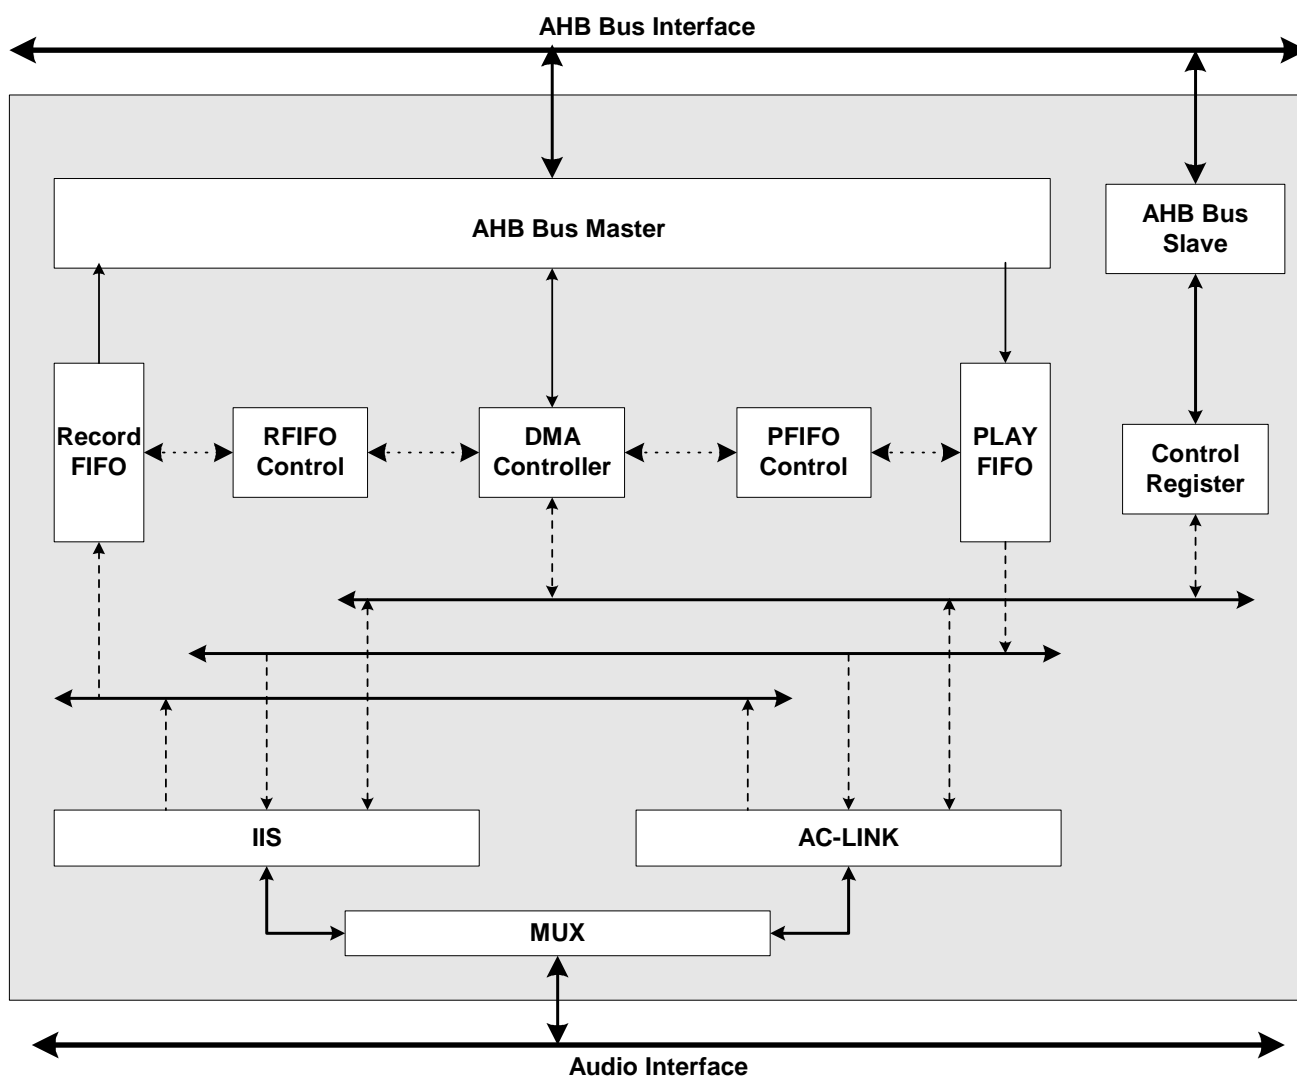 AHB Bus Interface
AHB Bus Master
AHB Bus
Slave
Record
FIFO
RFIFO
Control
DMA
Controller
PFIFO
Control
PLAY
FIFO
Control
Register
IIS
AC-LINK
MUX
Audio Interface